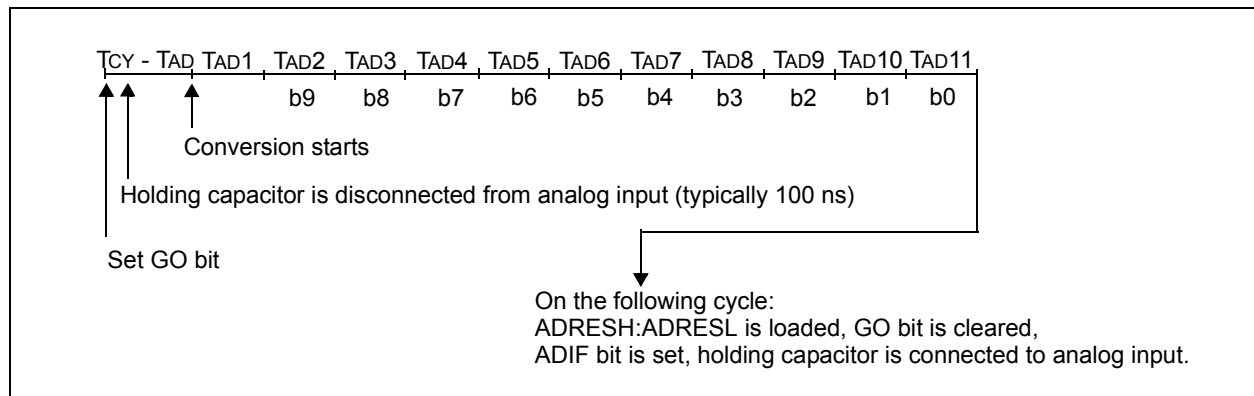 TCY - TAD TAD1 TAD2 TAD3 TAD4 TAD5 TAD6 TAD7 TAD8 TAD9 TAD10 TAD11
b9 b8 b7 b6 b5 b4 b3 b2 b1 b0
Conversion starts
Holding capacitor is disconnected from analog input (typically 100 ns)
Set GO bit
On the following cycle:
ADRESH:ADRESL is loaded, GO bit is cleared,
ADIF bit is set, holding capacitor is connected to analog input.